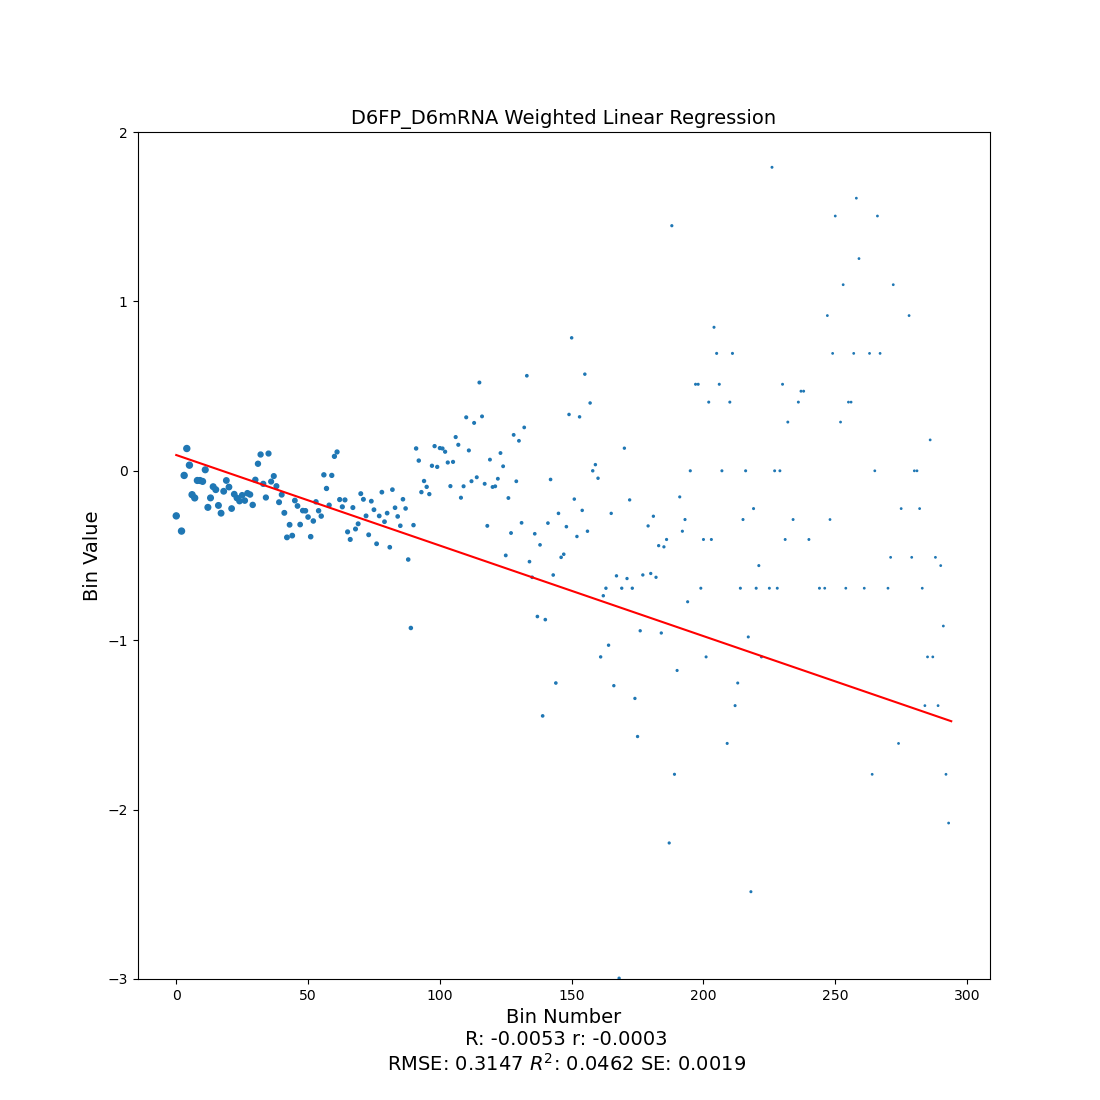 D6FP_D6mRNA Weighted Linear Regression
2
1
0
−1
−2
−3
Bin Value
0 50 100 150 200 250 300
Bin Number
R: -0.0053 r: -0.0003
RMSE: 0.3147 R²: 0.0462 SE: 0.0019